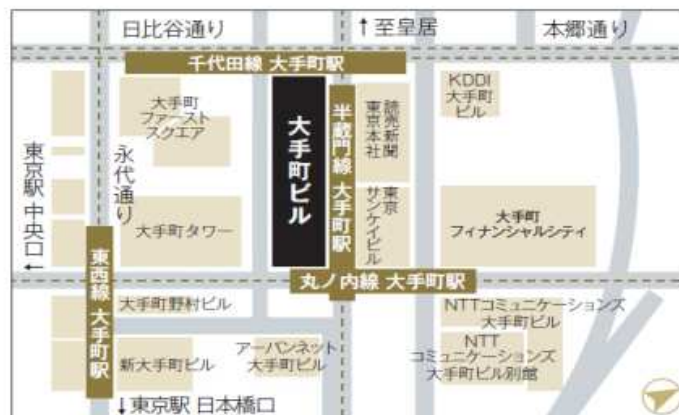 日比谷通り
↑至皇居
本郷通り
千代田線 大手町駅
大手町
ファースト
スクエア
大手町ビル
半蔵門線 大手町駅
読売新聞
東京本社
KDDI
大手町
ビル
東京駅 中央口←
永代通り
大手町タワー
東京
サンケイビル
大手町
フィナンシャルシティ
東西線 大手町駅
丸ノ内線 大手町駅
大手町野村ビル
NTTコミュニケーションズ
大手町ビル
新大手町ビル
アーバンネット
大手町ビル
NTT
コミュニケーションズ
大手町ビル別館
↓東京駅 日本橋口